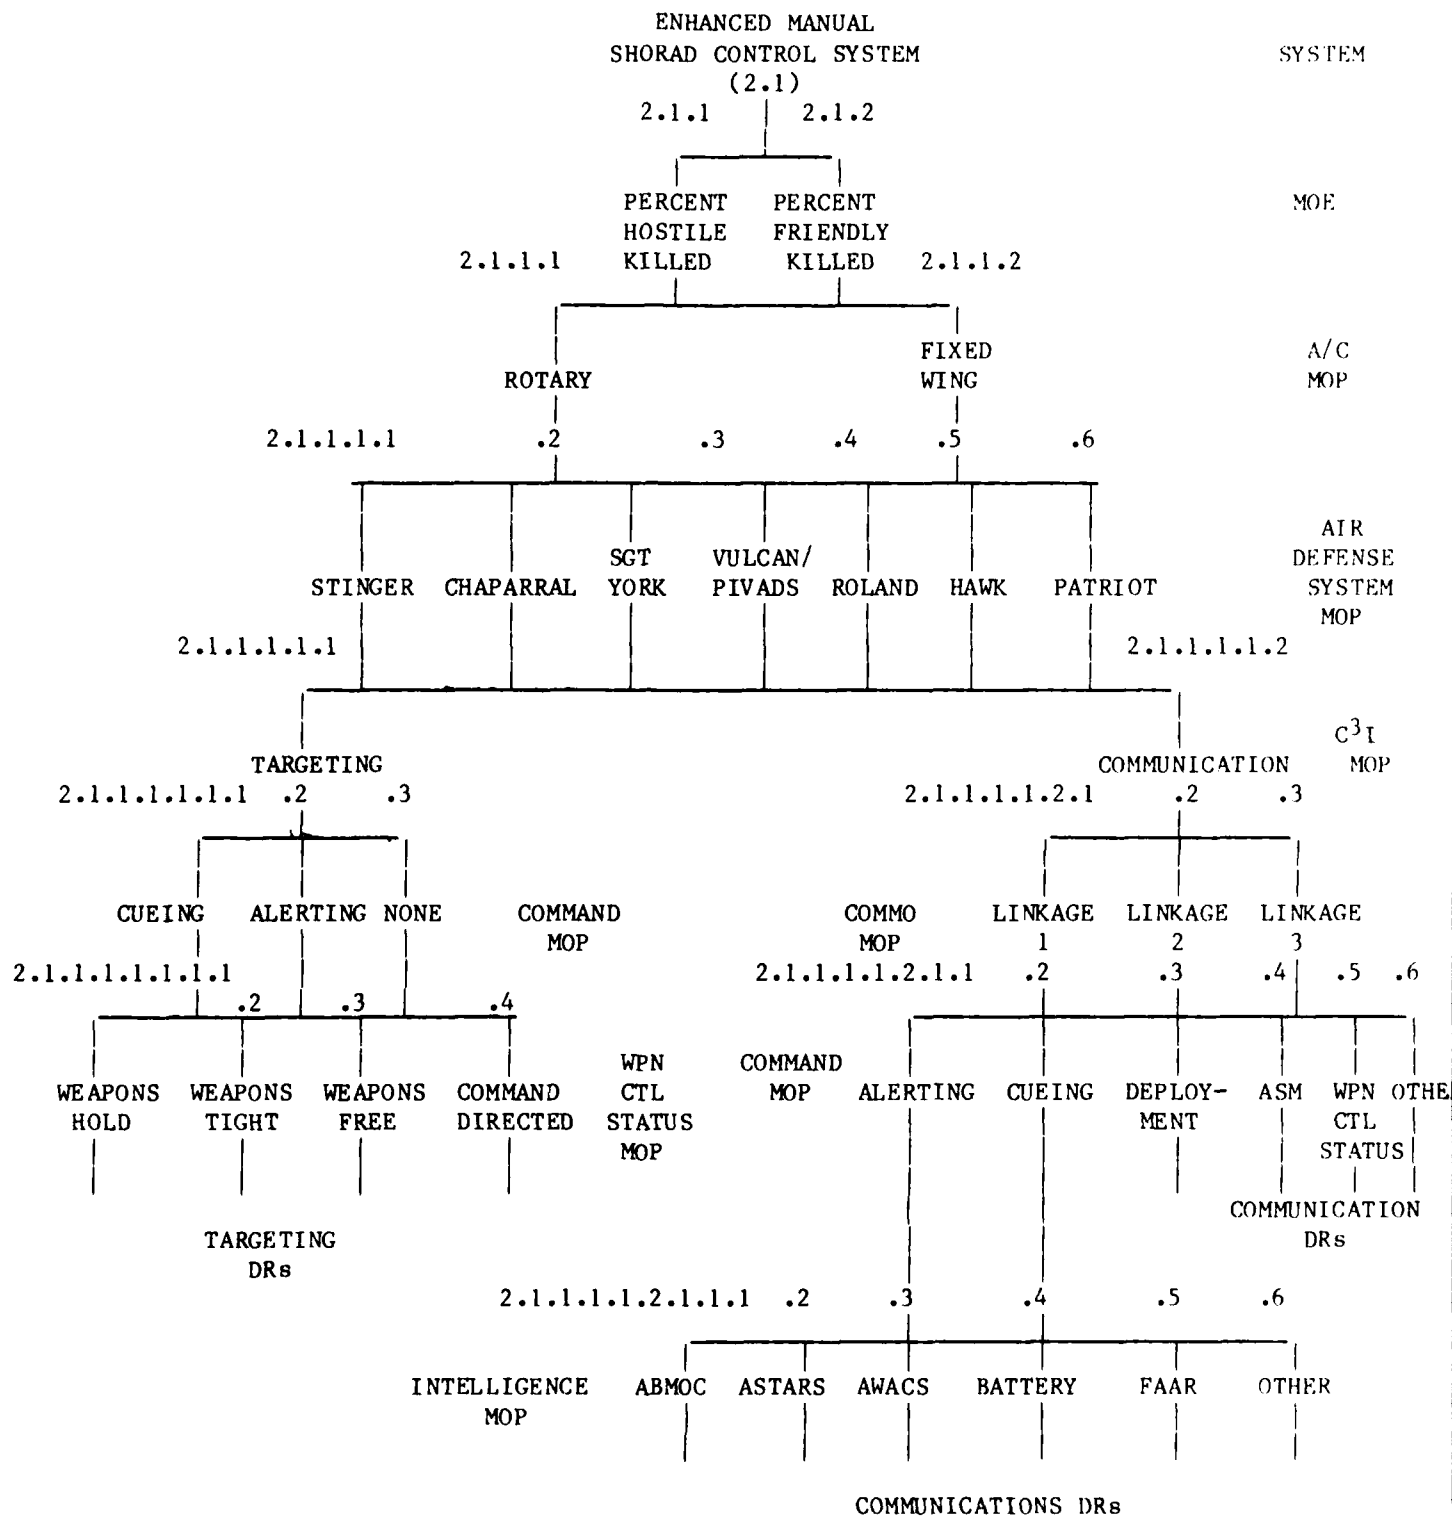 ENHANCED MANUAL
SHORAD CONTROL SYSTEM SYSTEM
(2.1)
2.1.1 2.1.2
PERCENT PERCENT MOE
HOSTILE FRIENDLY
KILLED KILLED
2.1.1.1 2.1.1.2
FIXED A/C
ROTARY WING MOP
2.1.1.1.1 .2 .3 .4 .5 .6
AIR
SGT VULCAN/ DEFENSE
STINGER CHAPARRAL YORK PIVADS ROLAND HAWK PATRIOT SYSTEM
MOP
2.1.1.1.1.1 2.1.1.1.1.2
C3I
TARGETING COMMUNICATION MOP
2.1.1.1.1.1.1 .2 .3 2.1.1.1.1.2.1 .2 .3
CUEING ALERTING NONE COMMAND COMMO LINKAGE LINKAGE LINKAGE
MOP MOP 1 2 3
2.1.1.1.1.1.1.1 2.1.1.1.1.2.1.1 .2 .3 .4 .5 .6
.2 .3 .4
WPN COMMAND
WEAPONS WEAPONS WEAPONS COMMAND CTL MOP ALERTING CUEING DEPLOY- ASM WPN OTHE
HOLD TIGHT FREE DIRECTED STATUS MENT CTL
MOP STATUS
COMMUNICATION
TARGETING DRs
DRs
2.1.1.1.1.2.1.1.1 .2 .3 .4 .5 .6
INTELLIGENCE ABMOC ASTARS AWACS BATTERY FAAR OTHER
MOP
COMMUNICATIONS DRs